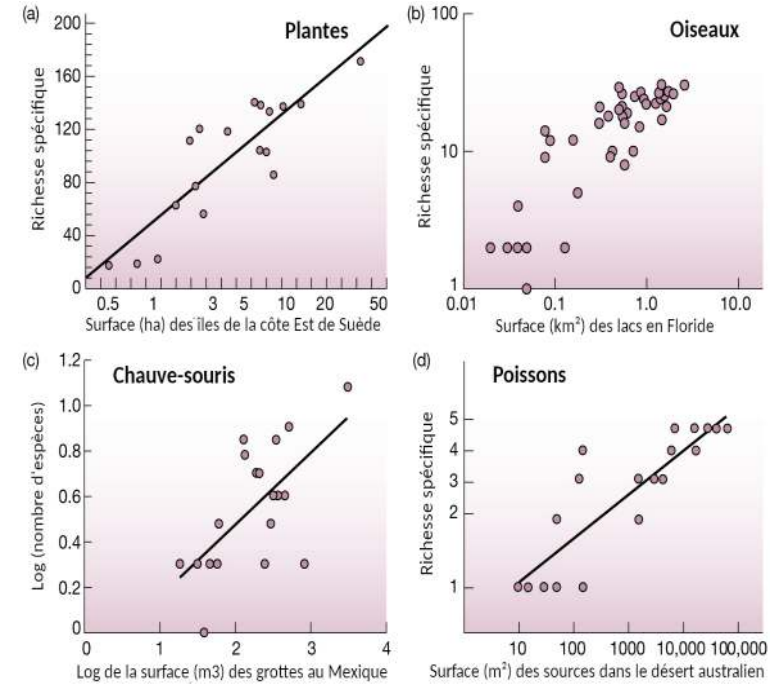 (a)
Plantes
Richesse spécifique
200
160
120
80
40
0
0.5 1 3 5 10 20 50
Surface (ha) des îles de la côte Est de Suède
(b)
Oiseaux
Richesse spécifique
100
10
1
0.01 0.1 1.0 10.0
Surface (km²) des lacs en Floride
(c)
Chauve-souris
Log (nombre d'espèces)
1.2
1.0
0.8
0.6
0.4
0.2
0
0 1 2 3 4
Log de la surface (m3) des grottes au Mexique
(d)
Poissons
Richesse spécifique
5
4
3
2
1
10 100 1000 10,000 100,000
Surface (m²) des sources dans le désert australien